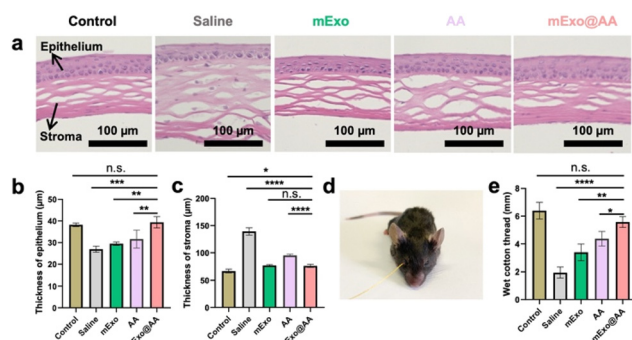 Control Saline mExo AA mExo@AA
a
Epithelium
Stroma
100 µm 100 µm 100 µm 100 µm 100 µm
b
n.s.
***
**
**
Thickness of epithelium (µm)
50
40
30
20
10
0
Control Saline mExo AA mExo@AA
c
*
****
n.s.
****
Thickness of stroma (µm)
200
150
100
50
0
Control Saline mExo AA mExo@AA
d
e
n.s.
****
**
*
Wet cotton thread (mm)
8
6
4
2
0
Control Saline mExo AA mExo@AA